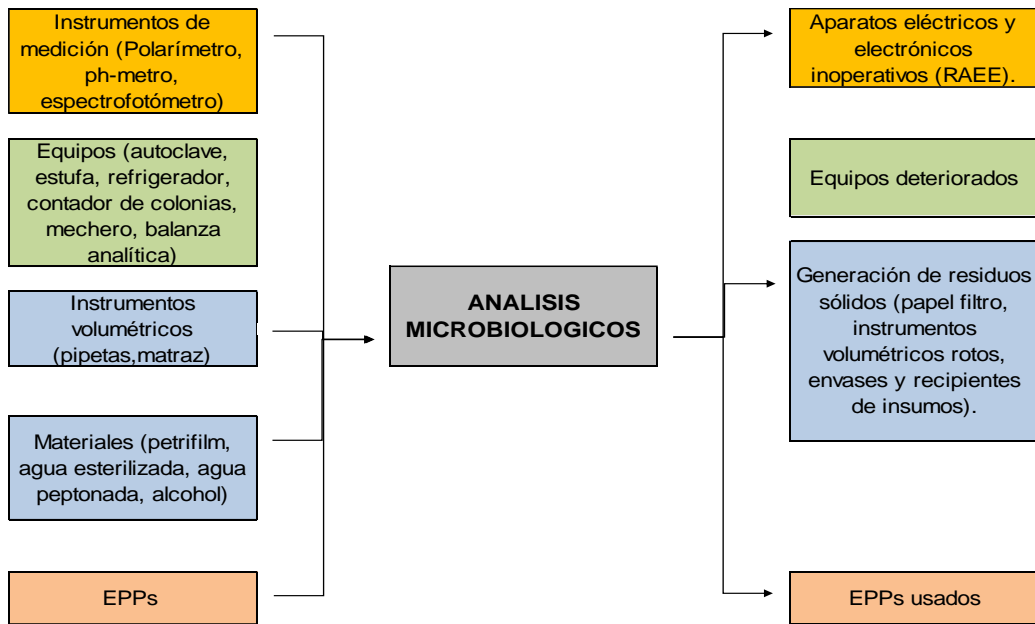 Instrumentos de
medición (Polarímetro,
ph-metro,
espectrofotómetro)
Equipos (autoclave,
estufa, refrigerador,
contador de colonias,
mechero, balanza
analítica)
Instrumentos
volumétricos
(pipetas,matraz)
Materiales (petrifilm,
agua esterilizada, agua
peptonada, alcohol)
EPPs
ANALISIS
MICROBIOLOGICOS
Aparatos eléctricos y
electrónicos
inoperativos (RAEE).
Equipos deteriorados
Generación de residuos
sólidos (papel filtro,
instrumentos
volumétricos rotos,
envases y recipientes
de insumos).
EPPs usados